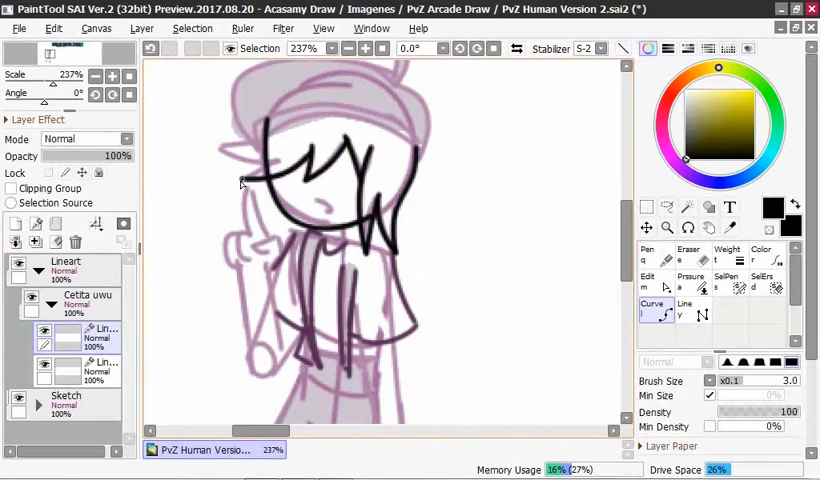 PaintTool SAI Ver.2 (32bit) Preview.2017.08.20 - Acasamy Draw / Imagenes / PvZ Arcade Draw / PvZ Human Version 2.sai2 (*)
File Edit Canvas Layer Selection Ruler Filter View Window Help
Scale 237%
Angle 0°
Selection 237% 0.0° Stabilizer S-2
Layer Effect
Mode Normal
Opacity 100%
Lock
Clipping Group
Selection Source
Lineart
Normal
Cetita uwu
Normal
Lin...
Normal
100%
Lin...
Normal
100%
Sketch
Normal
T
Pen Eraser Weight Color
q e w r
Edit Prssure SelPen SelErs
m a s d
Curve Line
l y
Normal
Brush Size x0.1 3.0
Min Size 0%
Density 100
Min Density 0%
Layer Paper
PvZ Human Versio... 237%
Memory Usage 16% (27%) Drive Space 26%